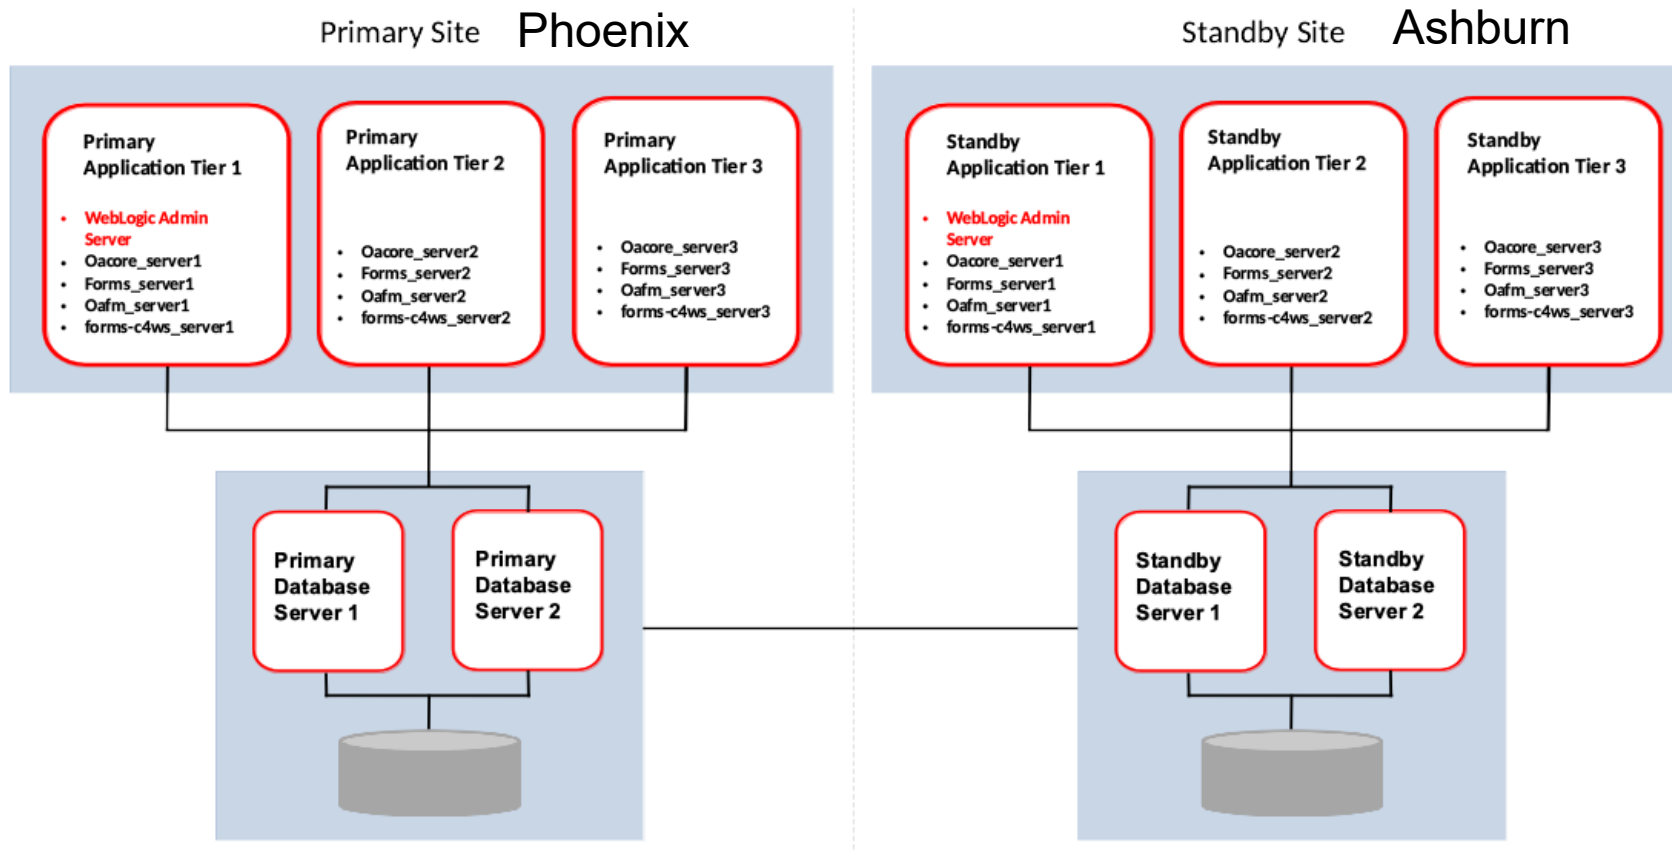 Primary Site Phoenix
Standby Site Ashburn
Primary
Application Tier 1
• WebLogic Admin
Server
• Oacore_server1
• Forms_server1
• Oafm_server1
• forms-c4ws_server1
Primary
Application Tier 2
• Oacore_server2
• Forms_server2
• Oafm_server2
• forms-c4ws_server2
Primary
Application Tier 3
• Oacore_server3
• Forms_server3
• Oafm_server3
• forms-c4ws_server3
Standby
Application Tier 1
• WebLogic Admin
Server
• Oacore_server1
• Forms_server1
• Oafm_server1
• forms-c4ws_server1
Standby
Application Tier 2
• Oacore_server2
• Forms_server2
• Oafm_server2
• forms-c4ws_server2
Standby
Application Tier 3
• Oacore_server3
• Forms_server3
• Oafm_server3
• forms-c4ws_server3
Primary
Database
Server 1
Primary
Database
Server 2
Standby
Database
Server 1
Standby
Database
Server 2